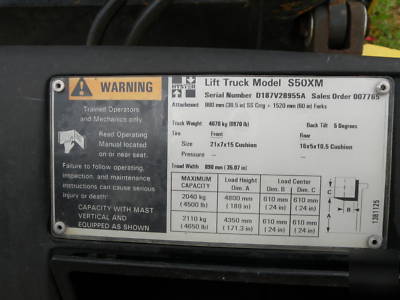 WARNING
Trained Operators
and Mechanics only.
Read Operating
Manual located
on or near seat.
Failure to follow operating,
inspection, and maintenance
instructions can cause serious
injury or death!
CAPACITY WITH MAST
VERTICAL AND
EQUIPPED AS SHOWN
HYSTER
Lift Truck Model S50XM
Serial Number D187V28955A Sales Order 007765
Attachment 980 mm (38.5 in) SS Crrg + 1520 mm (60 in) Forks
Truck Weight 4070 kg (8970 lb) Back Tilt 5 Degrees
Tire Front Rear
Size 21x7x15 Cushion 16x5x10.5 Cushion
Pressure -- --
Tread Width 890 mm (35.07 in)
MAXIMUM CAPACITY Load Height Dim. A Load Center Dim. B Dim. C
2040 kg (4500 lb) 4800 mm (189 in) 610 mm (24 in) 610 mm (24 in)
2110 kg (4650 lb) 4350 mm (171.3 in) 610 mm (24 in) 610 mm (24 in)
C
A
B
1381125